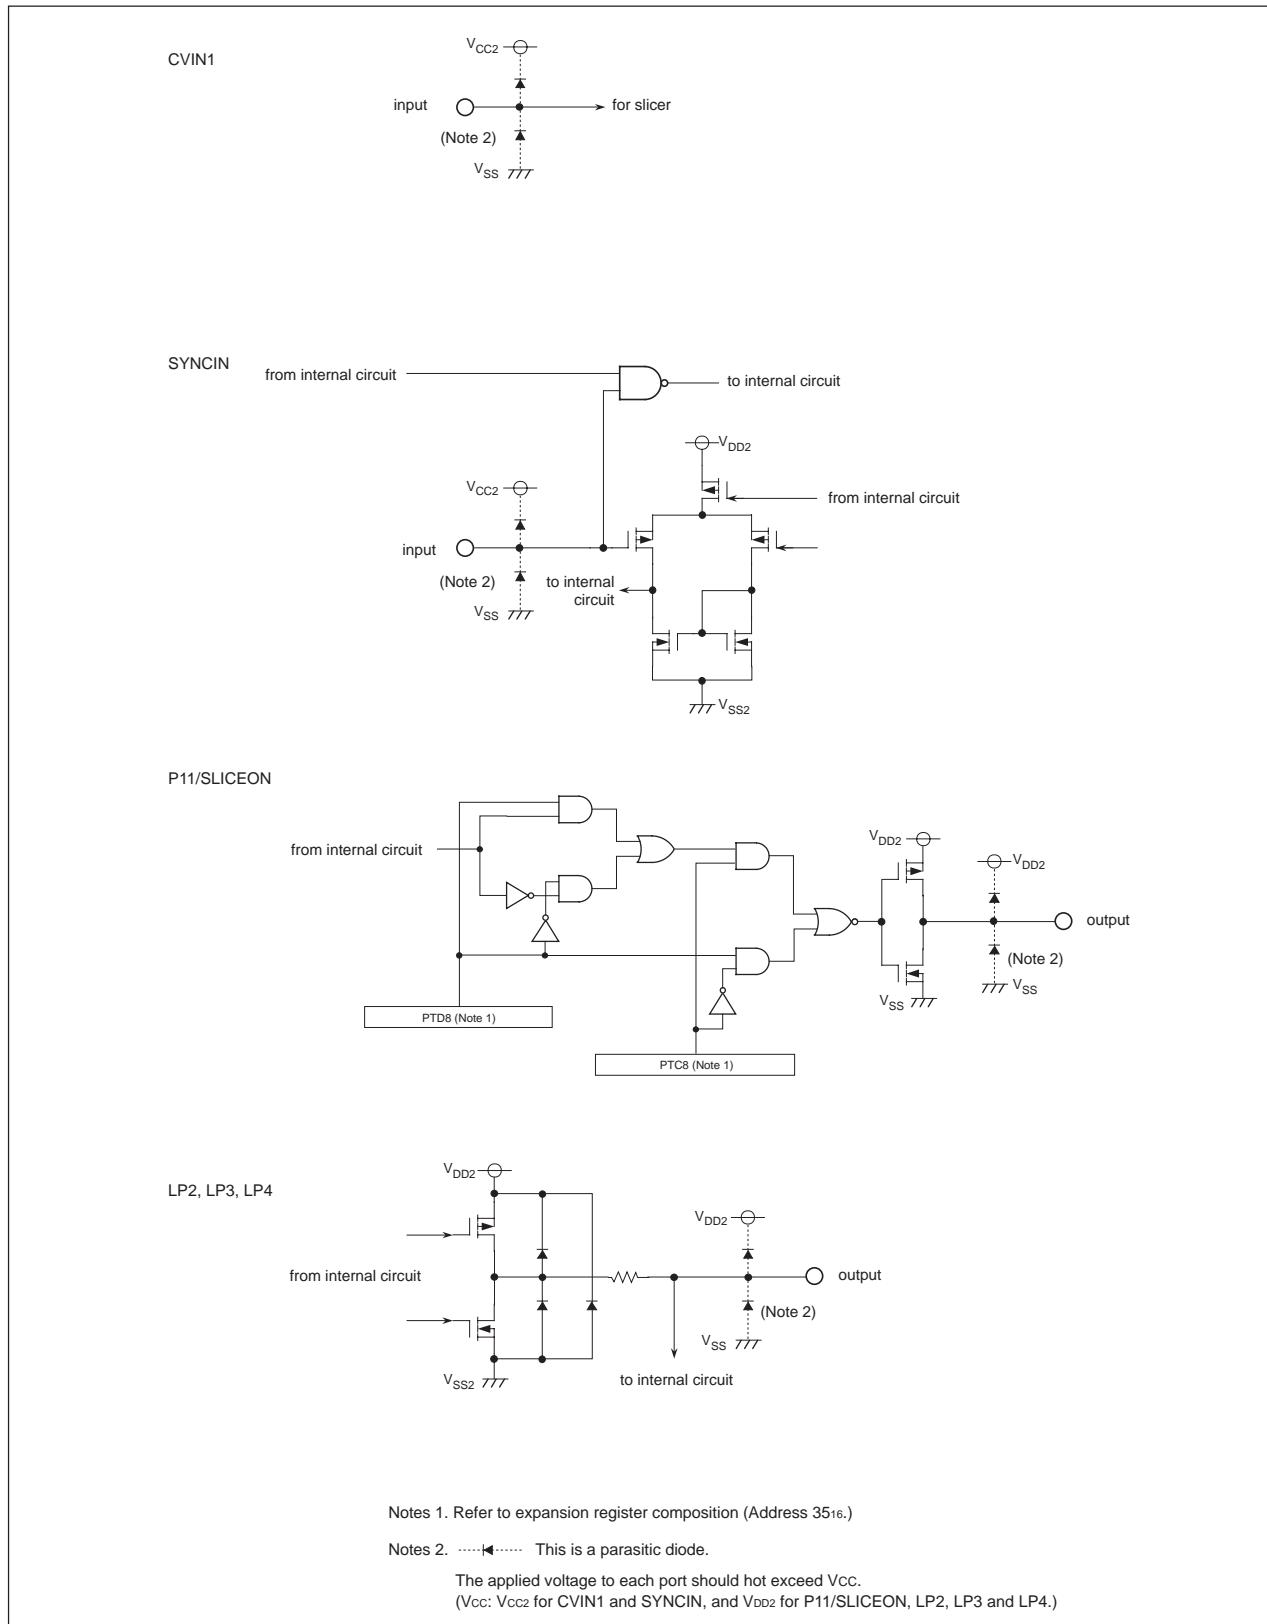 CVIN1
VCC2
input
for slicer
(Note 2)
VSS
SYNCIN
from internal circuit
to internal circuit
VDD2
VCC2
from internal circuit
input
(Note 2)
to internal
circuit
VSS
VSS2
P11/SLICEON
from internal circuit
VDD2
VDD2
output
(Note 2)
VSS
VSS
PTD8 (Note 1)
PTC8 (Note 1)
LP2, LP3, LP4
VDD2
VDD2
from internal circuit
output
(Note 2)
VSS
VSS2
to internal circuit
Notes 1. Refer to expansion register composition (Address 3516.)
Notes 2. This is a parasitic diode.
The applied voltage to each port should hot exceed VCC.
(VCC: VCC2 for CVIN1 and SYNCIN, and VDD2 for P11/SLICEON, LP2, LP3 and LP4.)